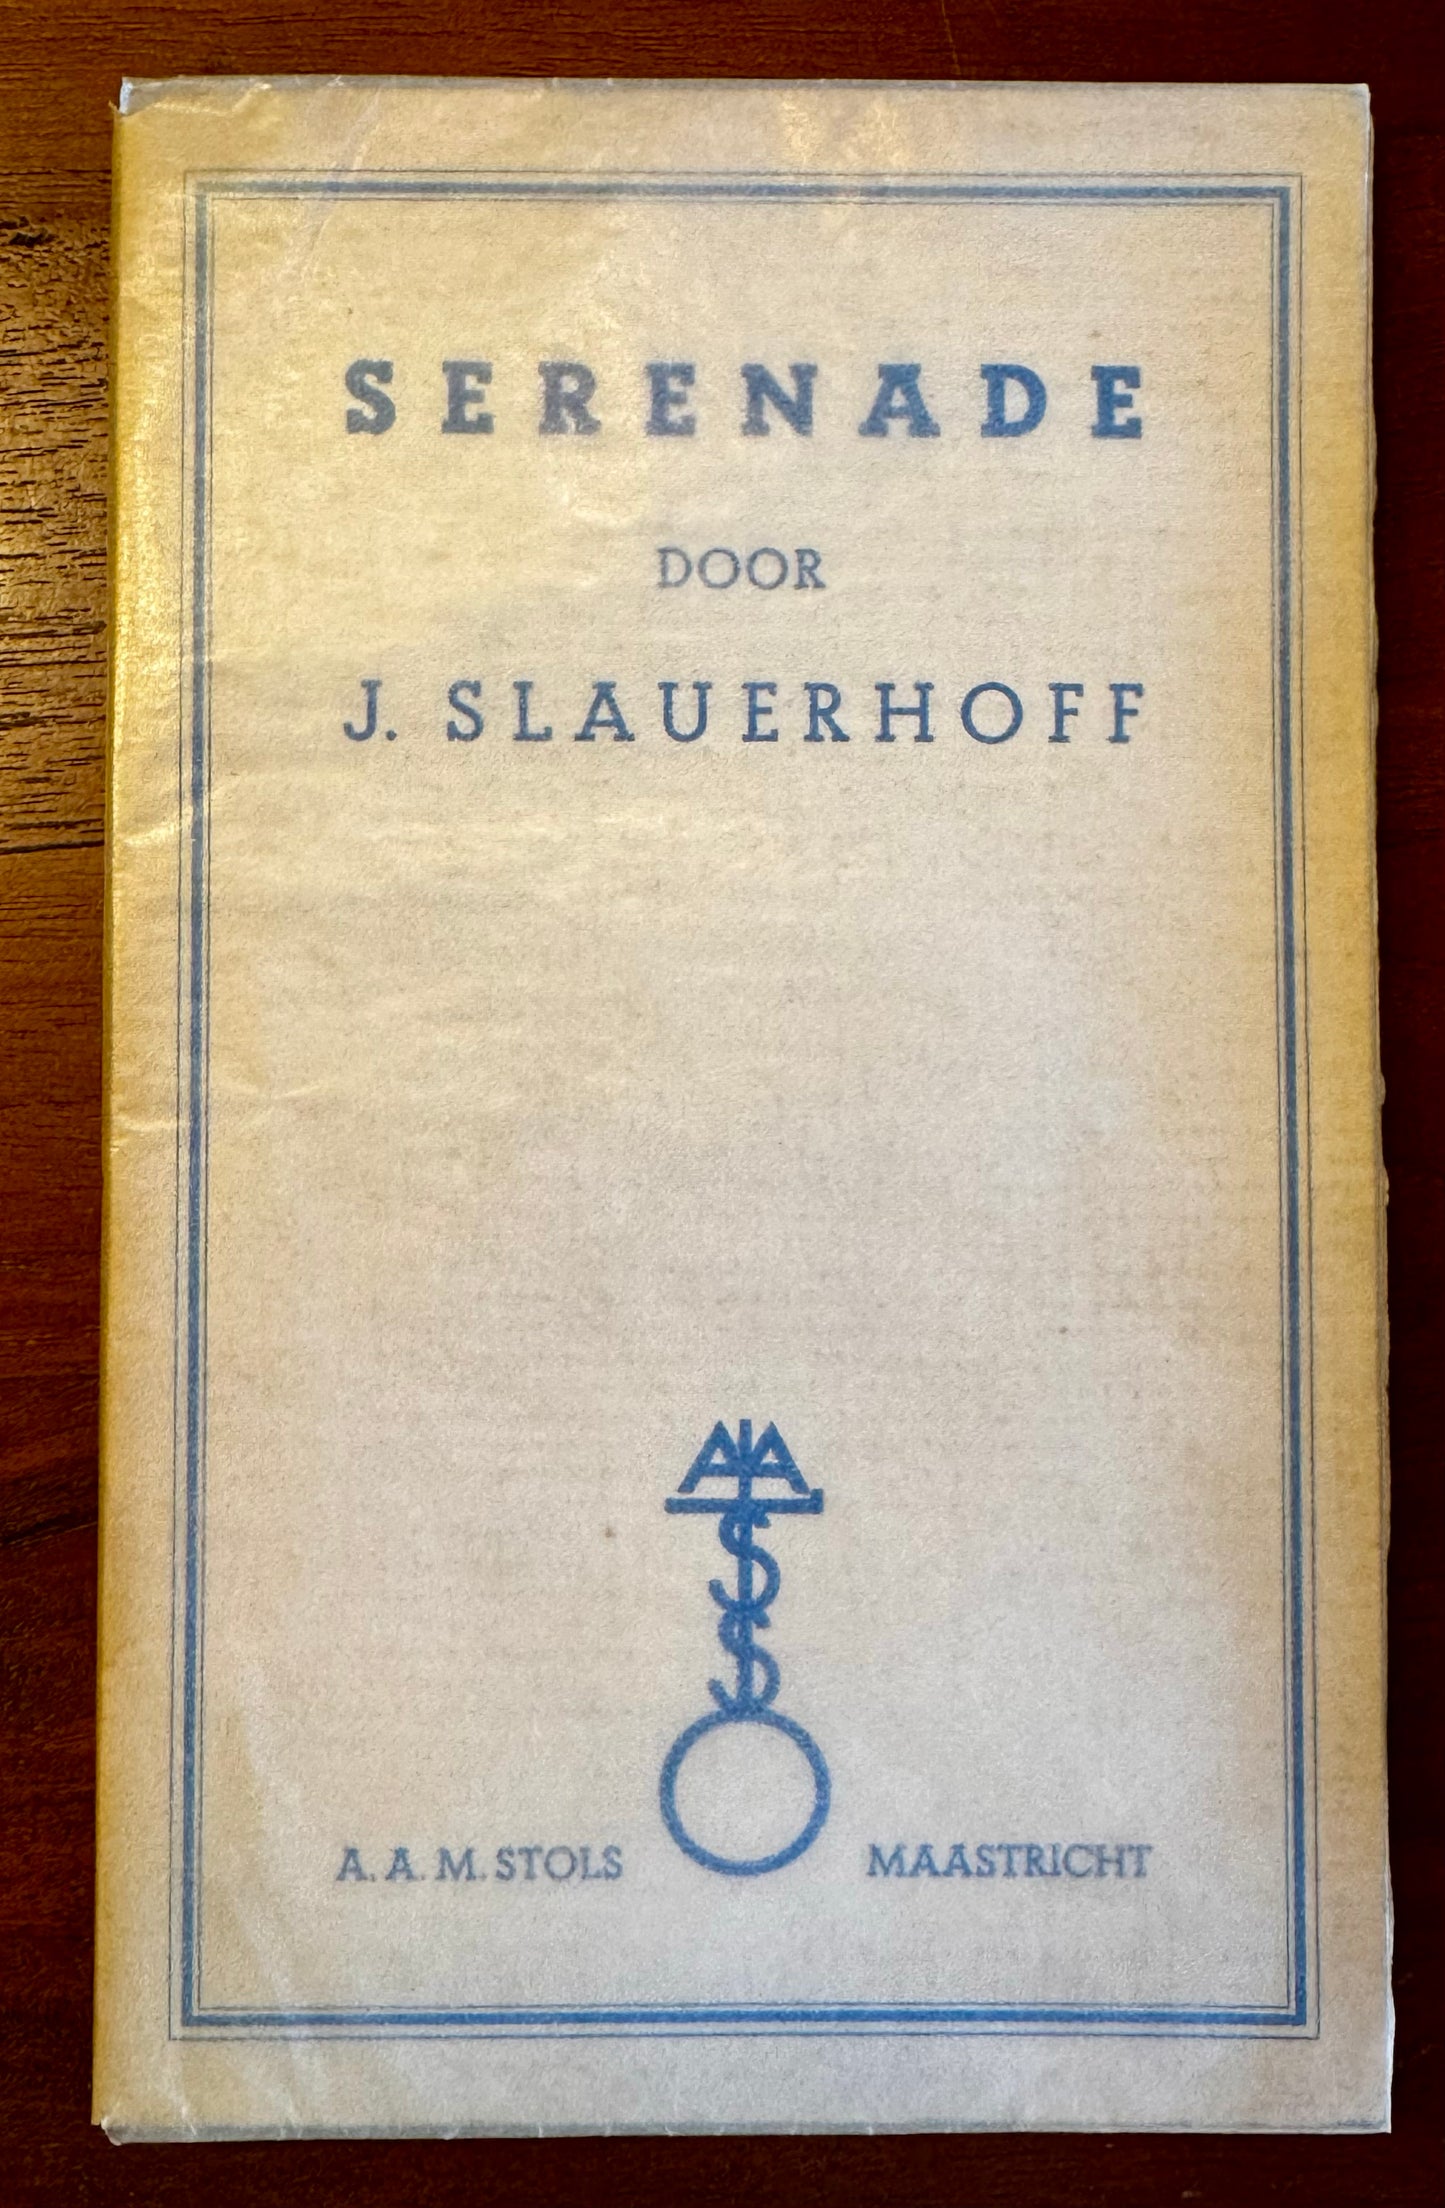 SERENADE
DOOR
J. SLAUERHOFF
A. A. M. STOLS MAASTRICHT